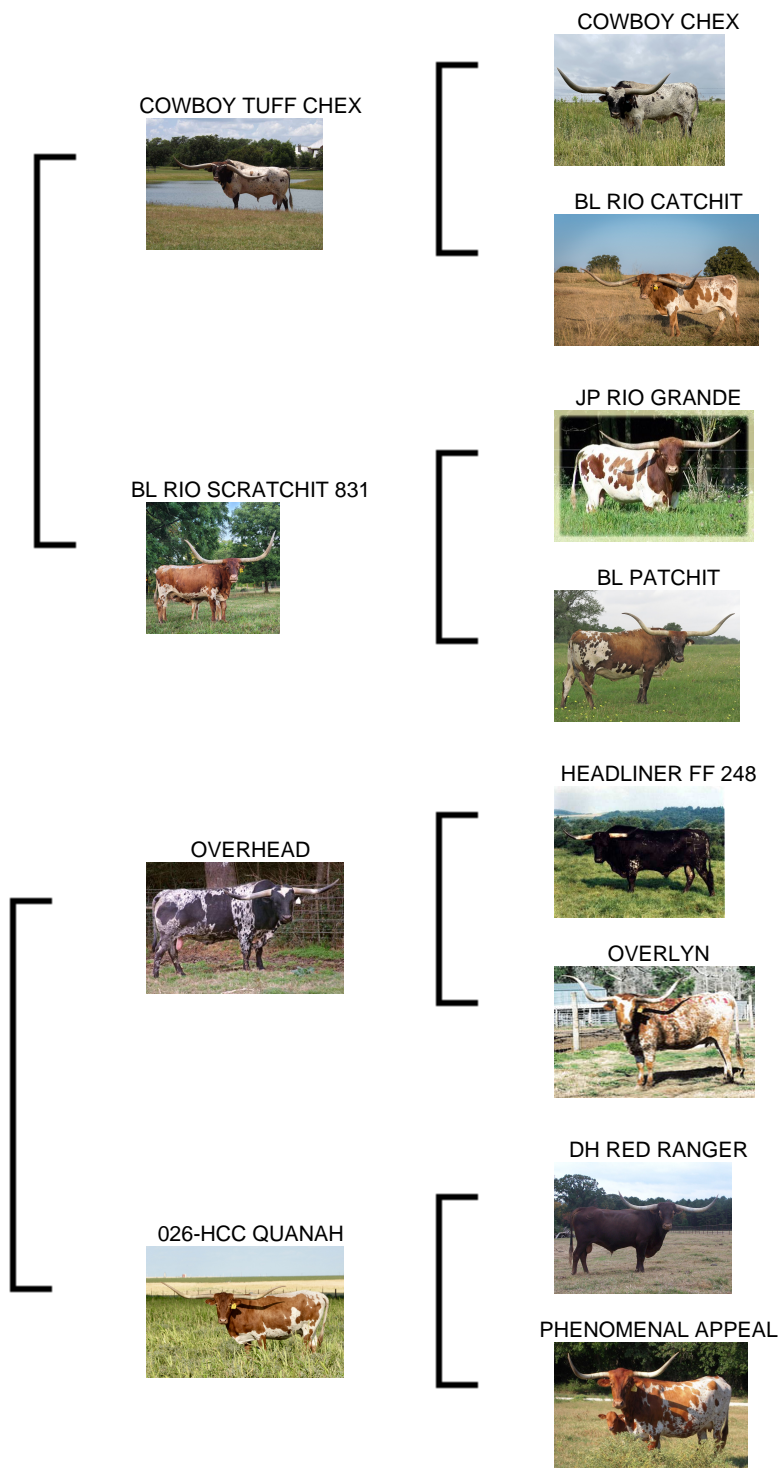 COWBOY CHEX
COWBOY TUFF CHEX
BL RIO CATCHIT
JP RIO GRANDE
BL RIO SCRATCHIT 831
BL PATCHIT
HEADLINER FF 248
OVERHEAD
OVERLYN
DH RED RANGER
026-HCC QUANAH
PHENOMENAL APPEAL